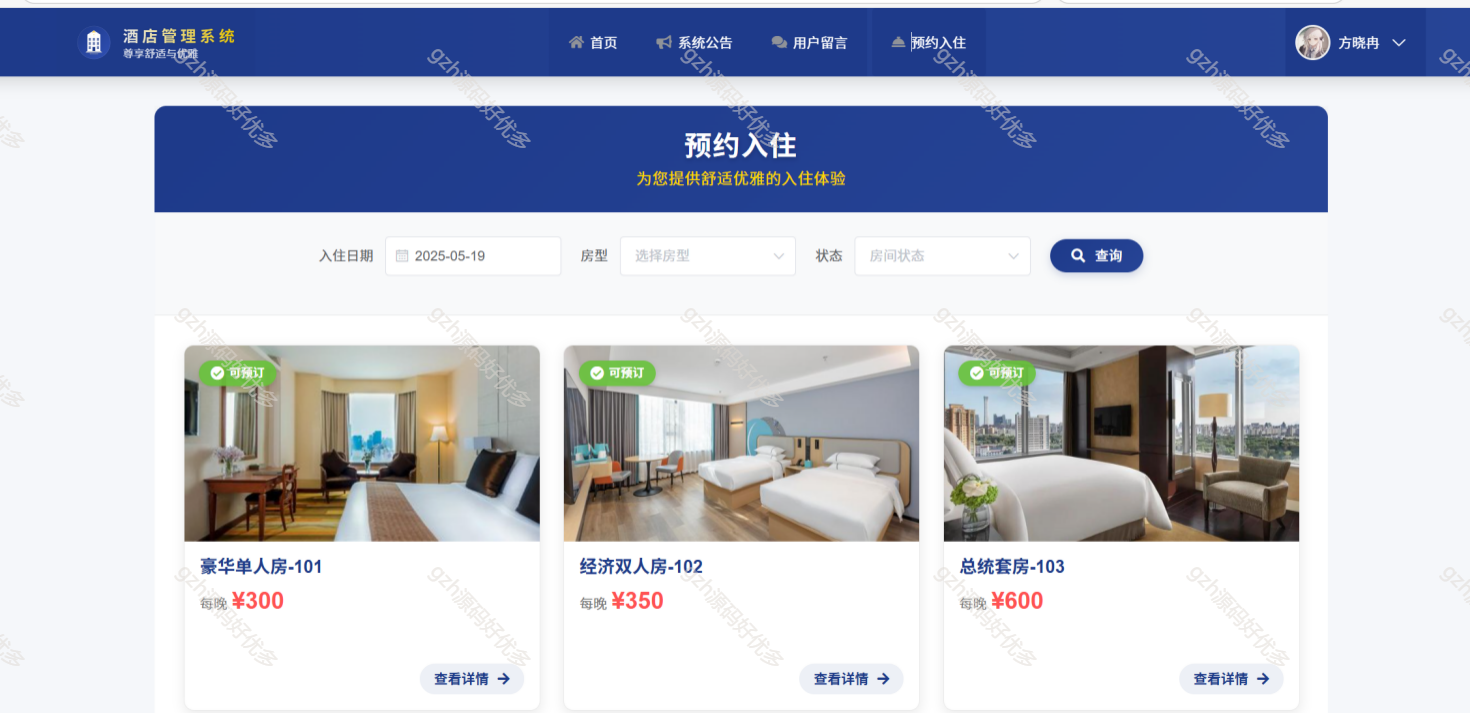 酒店管理系统
尊享舒适与优雅
首页
系统公告
用户留言
预约入住
方晓冉
预约入住
为您提供舒适优雅的入住体验
入住日期 2025-05-19 房型 选择房型 状态 房间状态 查询
可预订 可预订 可预订
豪华单人房-101 经济双人房-102 总统套房-103
每晚 ¥300 每晚 ¥350 每晚 ¥600
查看详情 查看详情 查看详情
gzh源码好优多